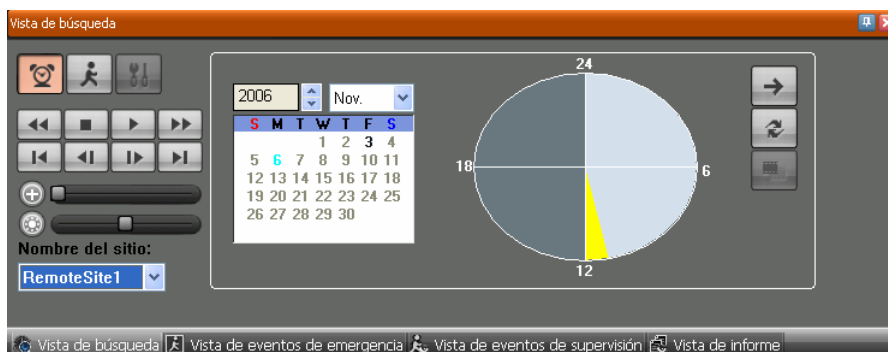 Vista de búsqueda
24
2006 Nov.
S M T W T F S
1 2 3 4
5 6 7 8 9 10 11
12 13 14 15 16 17 18
19 20 21 22 23 24 25
26 27 28 29 30
18
6
12
Nombre del sitio:
RemoteSite1
Vista de búsqueda Vista de eventos de emergencia Vista de eventos de supervisión Vista de informe